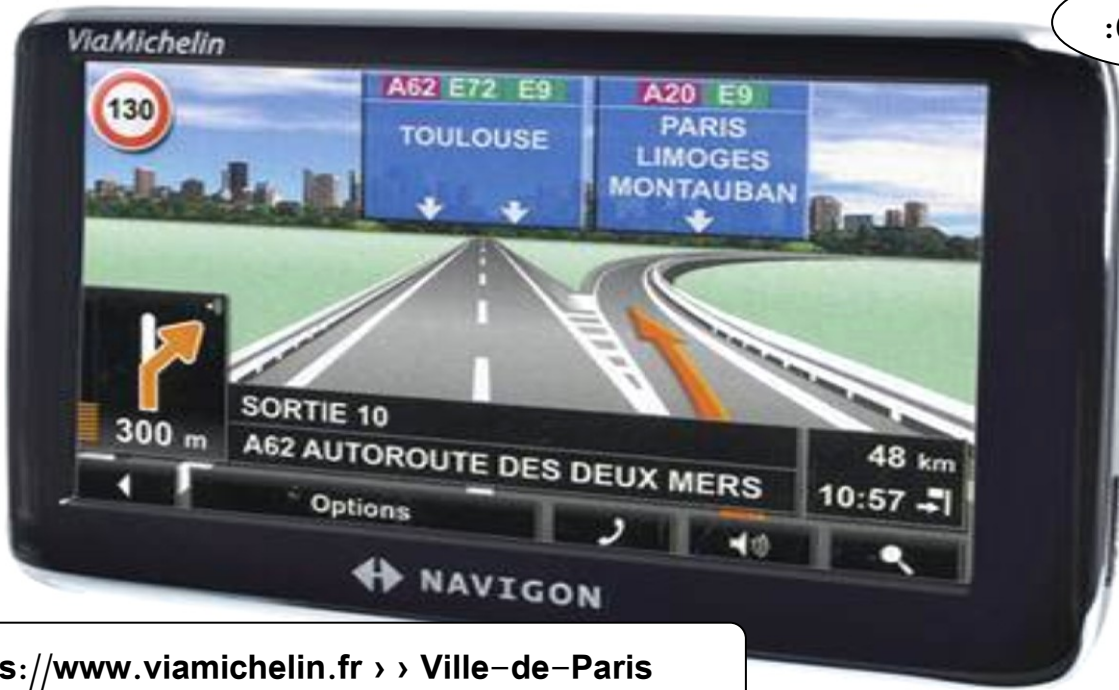 ViaMichelin
130
A62 E72 E9
TOULOUSE
A20 E9
PARIS
LIMOGES
MONTAUBAN
300 m
SORTIE 10
A62 AUTOROUTE DES DEUX MERS
48 km
10:57
Options
NAVIGON
s://www.viamichelin.fr › › Ville-de-Paris